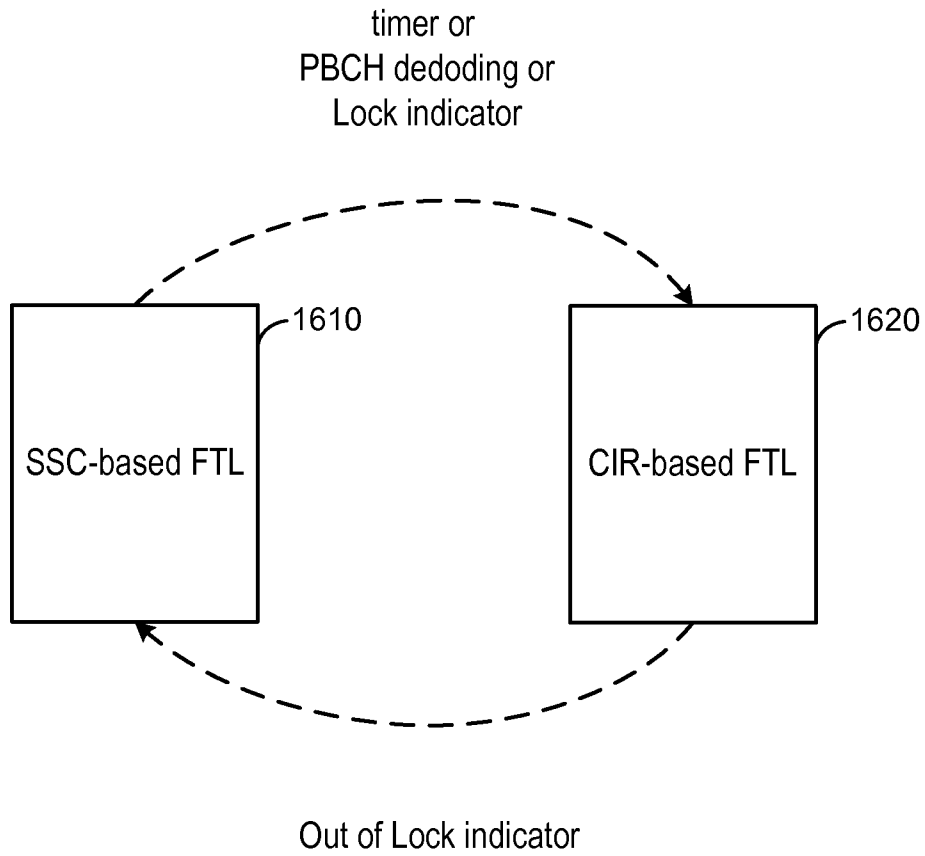 timer or
PBCH dedoding or
Lock indicator
1610
1620
SSC-based FTL
CIR-based FTL
Out of Lock indicator